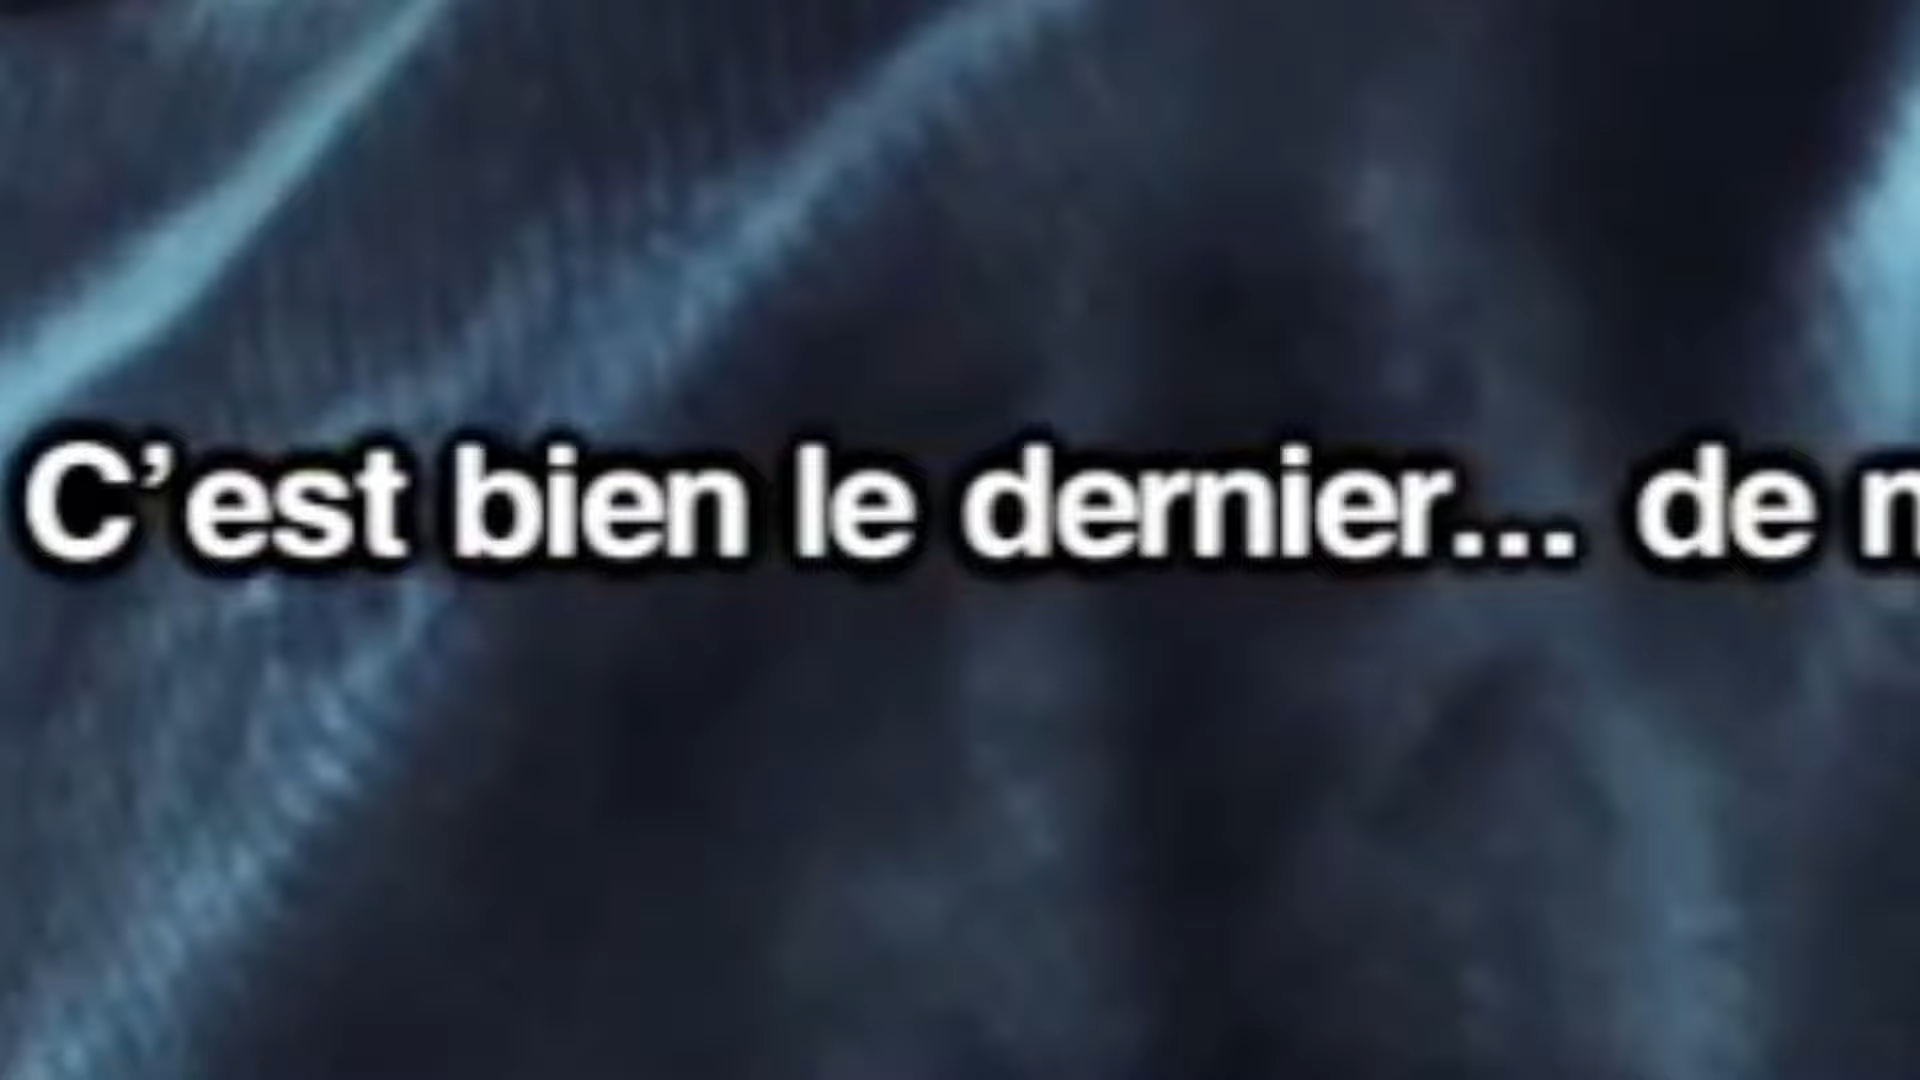 C’est bien le dernier... de